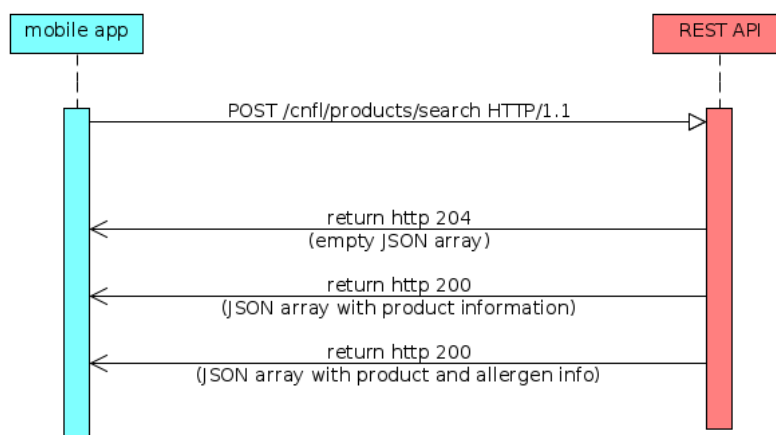 mobile app
REST API
POST /cnfl/products/search HTTP/1.1
return http 204
(empty JSON array)
return http 200
(JSON array with product information)
return http 200
(JSON array with product and allergen info)